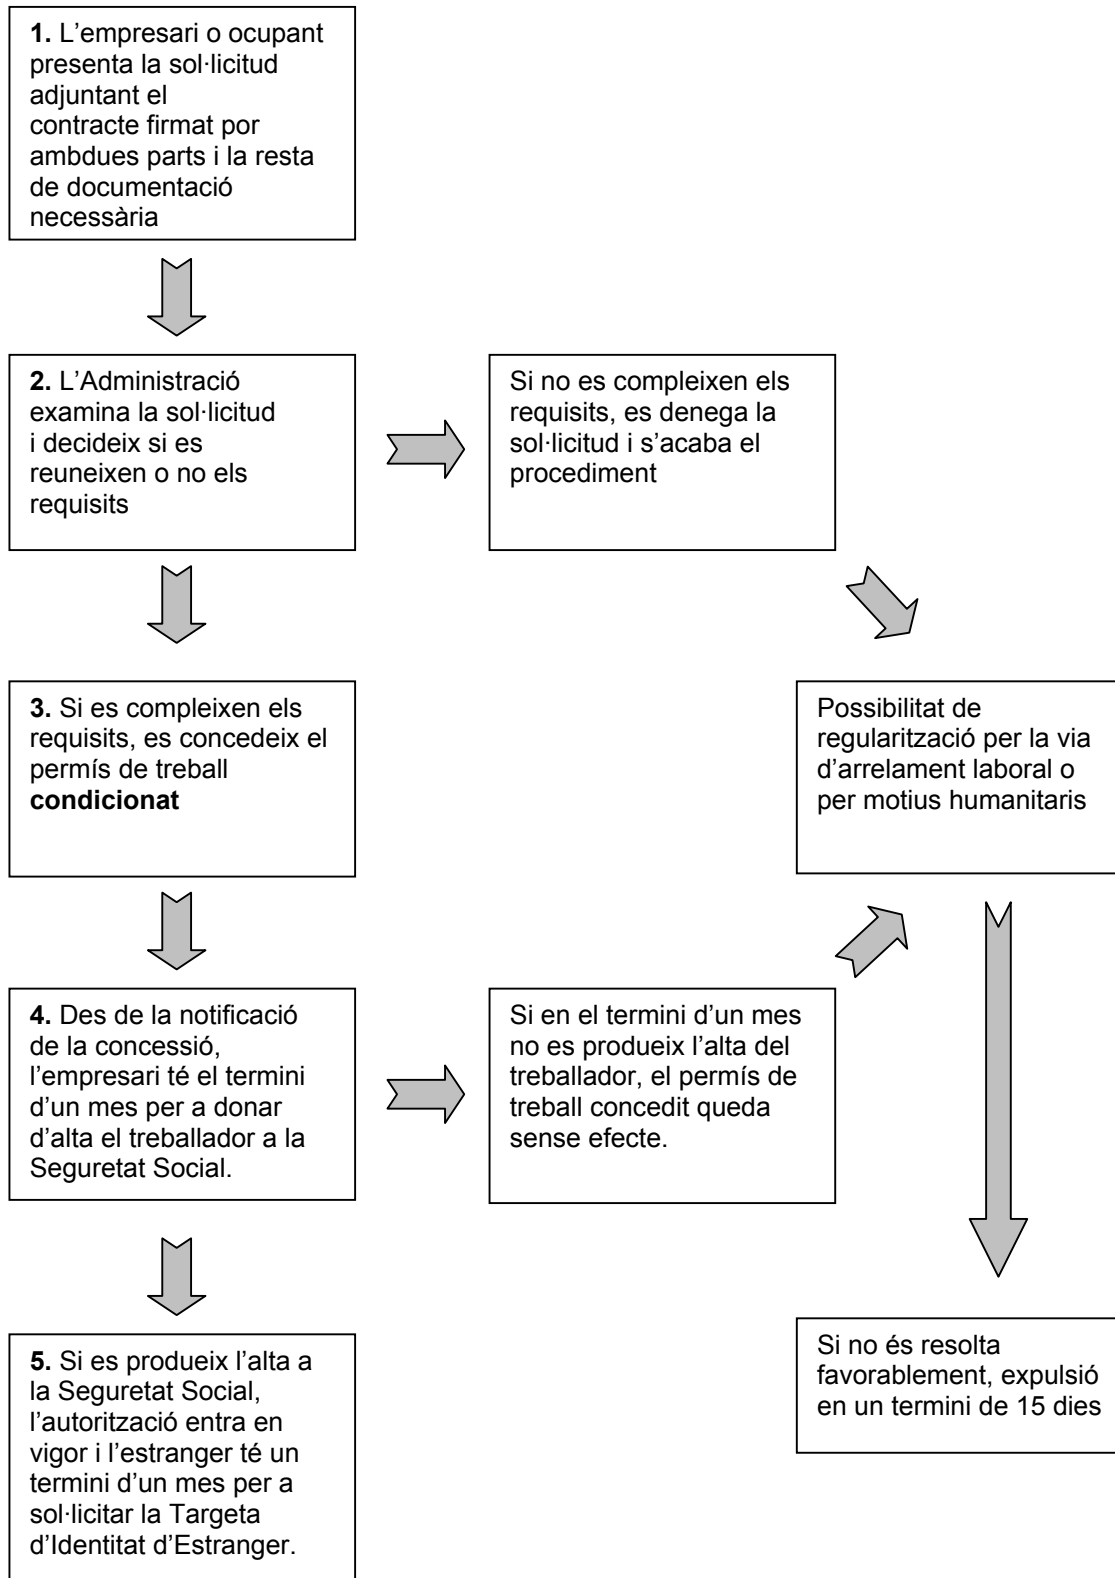 1. L'empresari o ocupant
presenta la sol·licitud
adjuntant el
contracte firmat por
ambdues parts i la resta
de documentació
necessària
2. L'Administració
examina la sol·licitud
i decideix si es
reuneixen o no els
requisits
Si no es compleixen els
requisits, es denega la
sol·licitud i s'acaba el
procediment
3. Si es compleixen els
requisits, es concedeix el
permís de treball
condicionat
Possibilitat de
regularització per la via
d'arrelament laboral o
per motius humanitaris
4. Des de la notificació
de la concessió,
l'empresari té el termini
d'un mes per a donar
d'alta el treballador a la
Seguretat Social.
Si en el termini d'un mes
no es produeix l'alta del
treballador, el permís de
treball concedit queda
sense efecte.
5. Si es produeix l'alta a
la Seguretat Social,
l'autorització entra en
vigor i l'estranger té un
termini d'un mes per a
sol·licitar la Targeta
d'Identitat d'Estranger.
Si no és resolta
favorablement, expulsió
en un termini de 15 dies